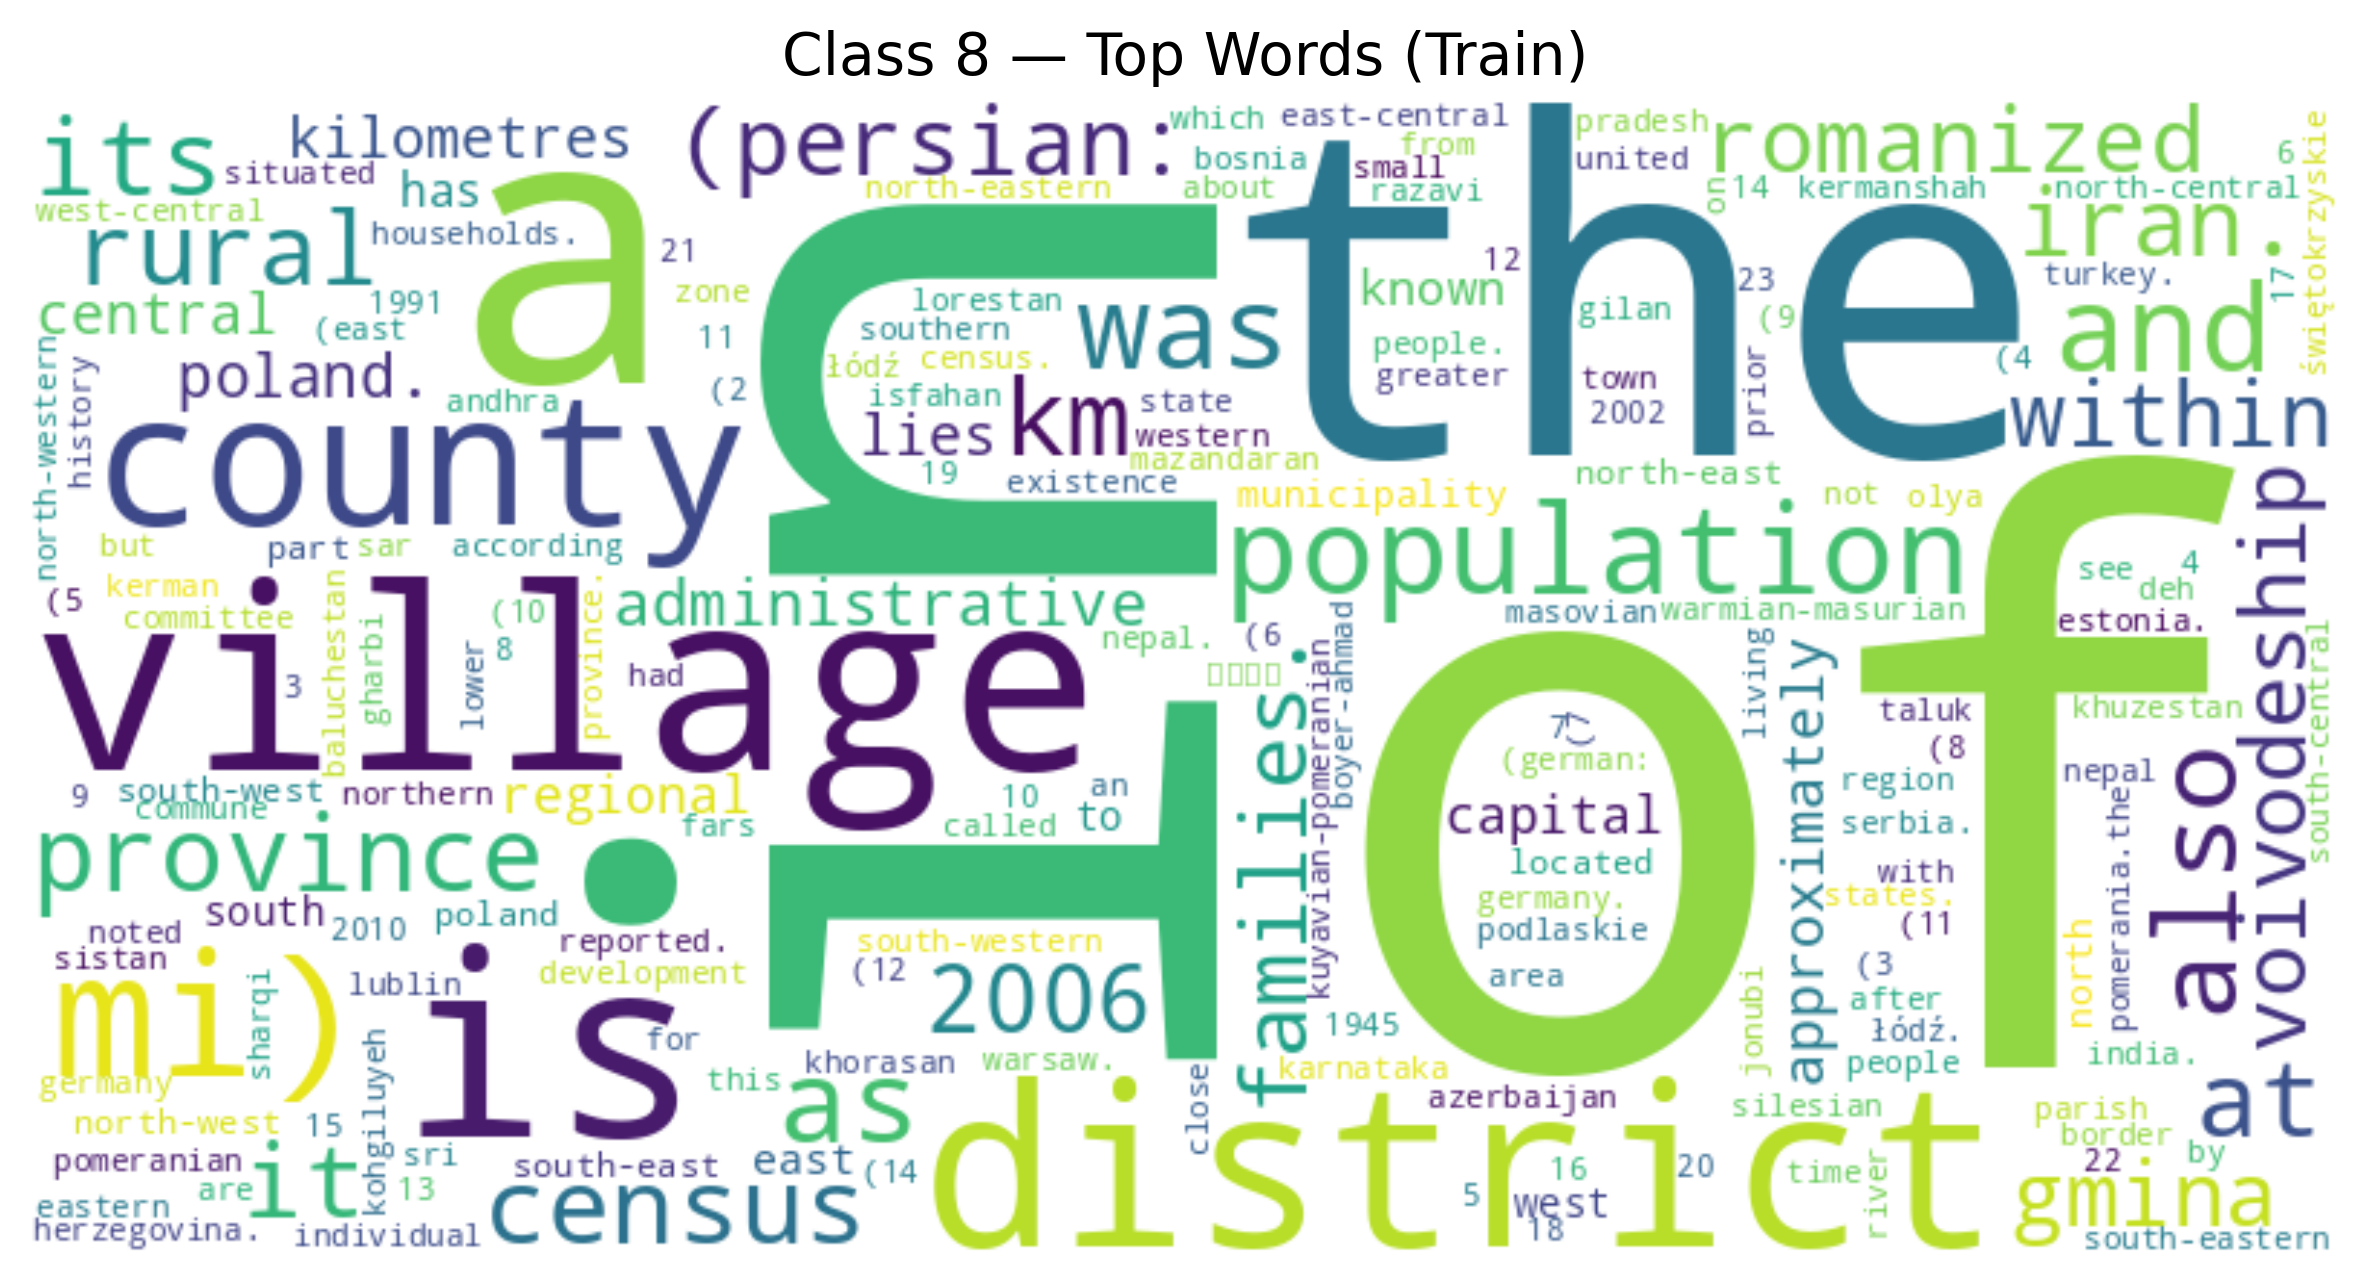 Class 8 — Top Words (Train)
its
kilometres
situated
has
west-central
rural
households.
a
(persian:
which
east-central
from
bosnia
small
north-eastern
about
razavi
the
pradesh
united
romanized
on
14
kermanshah
north-central
6
świętokrzyskie
iran.
21
zone
in
12
known
23
turkey.
17
central
1991
(east
11
lorestan
southern
was
gilan
(9
and
łódź
census.
people.
greater
prior
(4
north-western
history
poland.
andhra
(2
isfahan
km
state
town
2002
within
county
lies
western
mazandaran
19
existence
municipality
north-east
not
olya
of
voivodeship
but
part
sar
according
population
see
4
deh
(5
kerman
committee
village
baluchestan
gharbi
lower
(10
8
province.
administrative
nepal.
(6
masovian
warmian-masurian
estonia.
3
had
families.
kuyavian-pomeranian
boyer-ahmad
living
approximately
taluk
khuzestan
south-central
7
(
(8
(german:
9
south-west
commune
northern
regional
10
an
called
to
fars
capital
region
nepal
also
serbia.
province
located
pomerania.the
with
germany.
states.
south
2010
poland
noted
reported.
podlaskie
(11
north
sistan
mi)
sharqi
lublin
is
development
south-western
(12
area
(3
2006
after
for
1945
łódź.
jonubi
germany
khorasan
warsaw.
this
as
close
karnataka
people
india.
at
north-west
15
kohgiluyeh
azerbaijan
silesian
parish
border
pomeranian
it
sri
south-east
east
(14
district
16
20
time
river
22
by
are
13
eastern
census
5
west
gmina
herzegovina.
individual
18
south-eastern